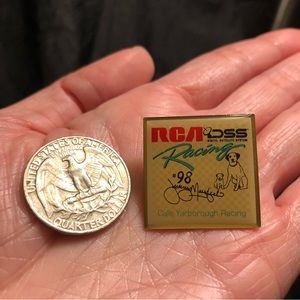 UNITED STATES OF AMERICA
QUARTER DOLLAR
RCA DSS
DIGITAL SATELLITE SYSTEM
Racing
#98
Cale Yarborough Racing